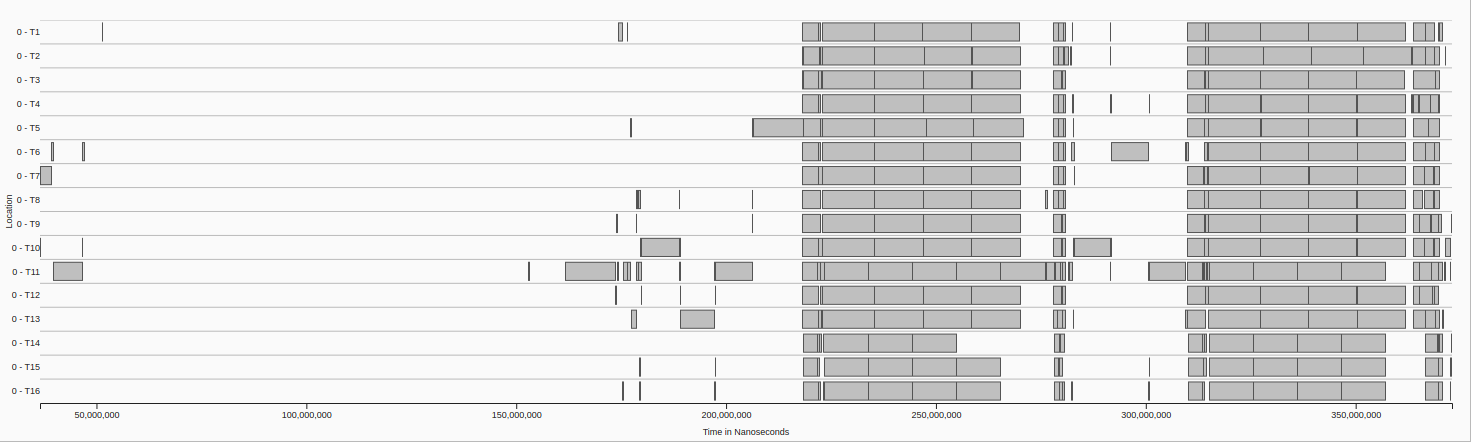 0 - T1
0 - T2
0 - T3
0 - T4
0 - T5
0 - T6
0 - T7
0 - T8
Location
0 - T9
0 - T10
0 - T11
0 - T12
0 - T13
0 - T14
0 - T15
0 - T16
50,000,000 100,000,000 150,000,000 200,000,000 250,000,000 300,000,000 350,000,000
Time in Nanoseconds